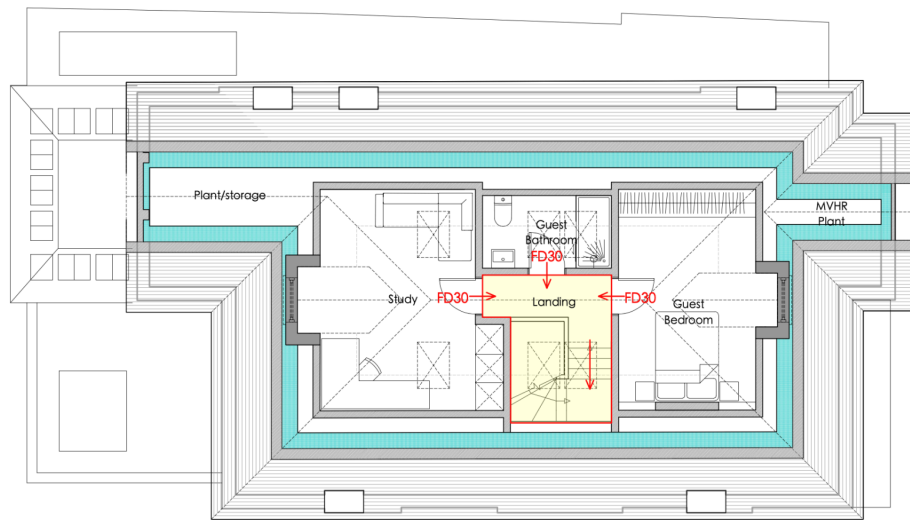 Plant/storage
MVHR
Plant
Guest
Bathroom
FD30
Study
FD30
Landing
FD30
Guest
Bedroom